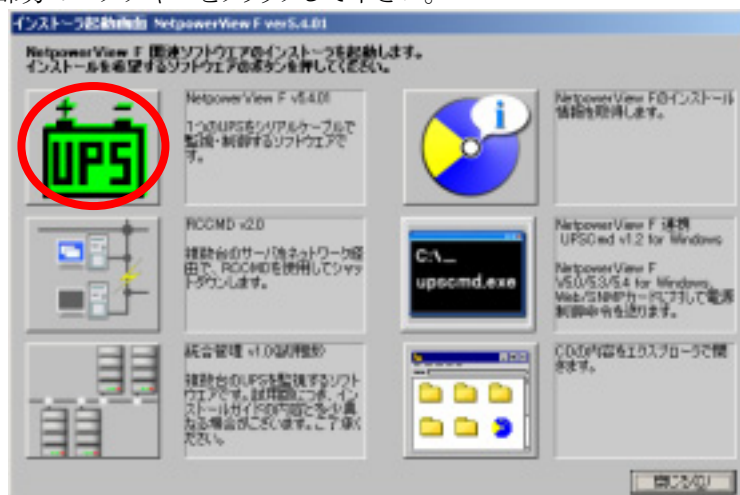 部分のアイコンをクリックして下さい。
インストーラ起動画面 NetpowerView F ver5.4.01
NetpowerView F 関連ソフトウエアのインストーラを起動します。
インストールを希望するソフトウエアのボタンを押してください。
UPS
NetpowerView F v5.4.01
1つのUPSをシリアルケーブルで
監視・制御するソフトウエアで
す。
i
NetpowerView Fのインストール
情報を取得します。
RCCMD v2.0
複数台のサーバをネットワーク経
由で、RCCMDを使用してシャッ
トダウンします。
C:\_
upscmd.exe
NetpowerView F 連携
UPSCmd v1.2 for Windows
NetpowerView F
V5.0/5.3/5.4 for Windows,
Web/SNMPカードに対して電源
制御命令を送ります。
統合管理 v1.0(試用版)
複数台のUPSを監視するソフト
ウエアです。試用版につき、イン
ストールガイドの内容と多少異
なる場合がございます。ご了承く
ださい。
CDの内容をエクスプローラで開
きます。
閉じる(Q)